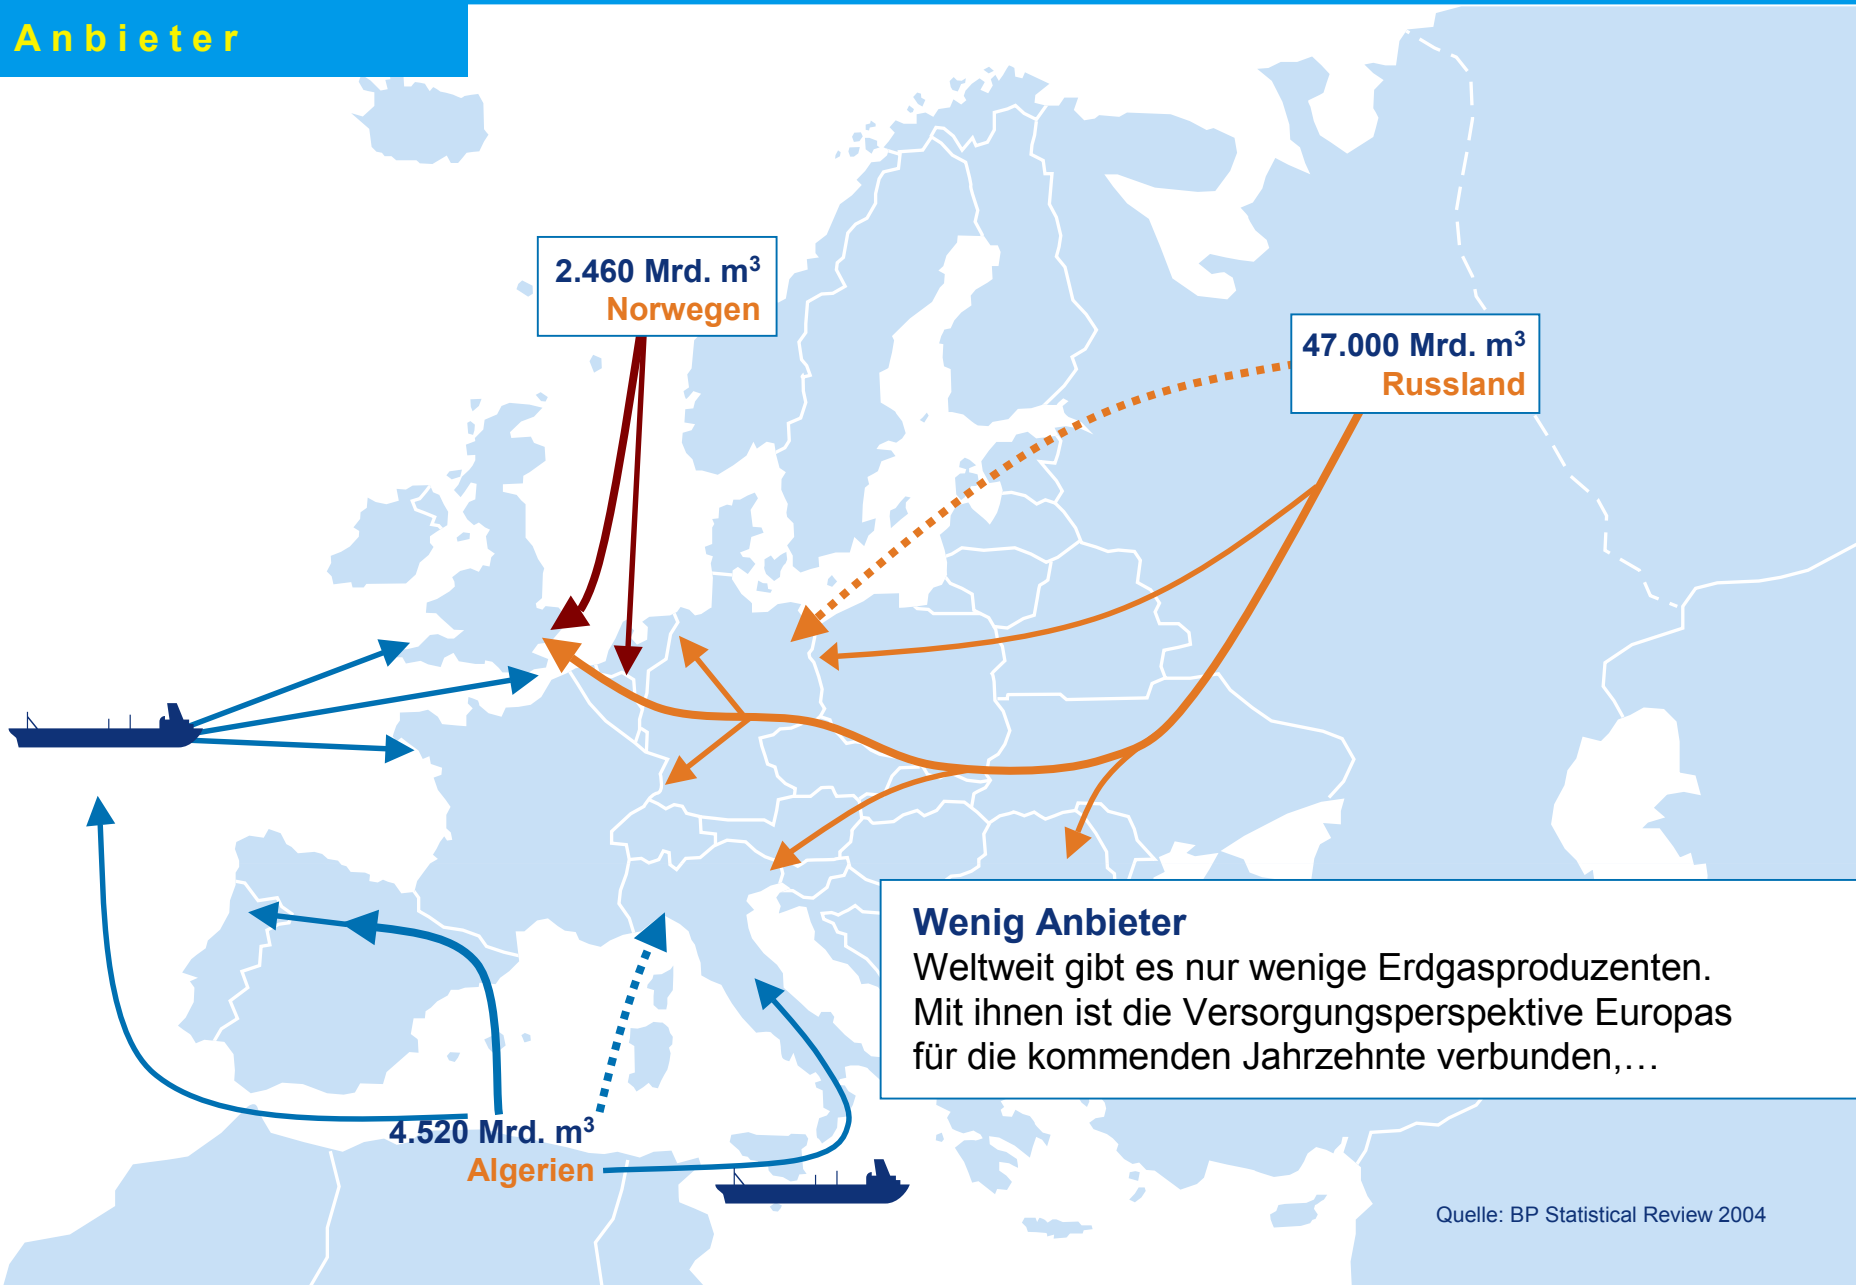 Anbieter
2.460 Mrd. m³
Norwegen
47.000 Mrd. m³
Russland
Wenig Anbieter
Weltweit gibt es nur wenige Erdgasproduzenten.
Mit ihnen ist die Versorgungsperspektive Europas
für die kommenden Jahrzehnte verbunden,…
4.520 Mrd. m³
Algerien
Quelle: BP Statistical Review 2004